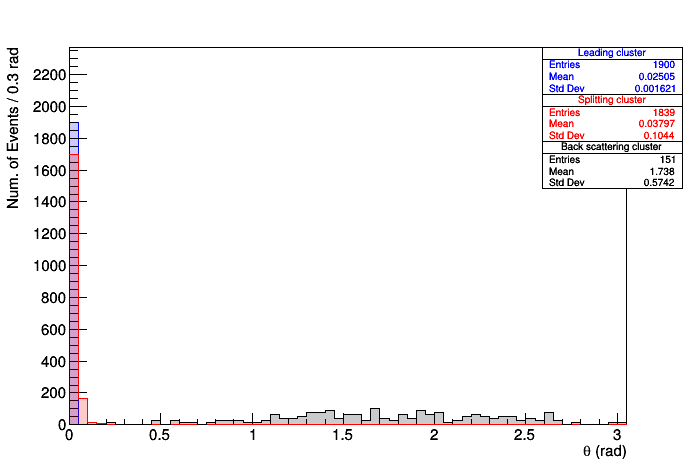 Num. of Events / 0.3 rad
2200
2000
1800
1600
1400
1200
1000
800
600
400
200
0
0 0.5 1 1.5 2 2.5 3
θ (rad)
Leading cluster
Entries 1900
Mean 0.02505
Std Dev 0.001621
Splitting cluster
Entries 1839
Mean 0.03797
Std Dev 0.1044
Back scattering cluster
Entries 151
Mean 1.738
Std Dev 0.5742